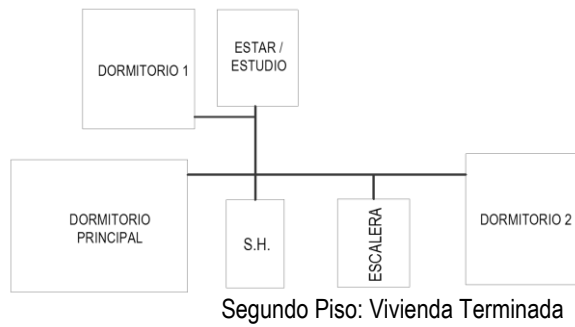 ESTAR /
ESTUDIO
DORMITORIO 1
DORMITORIO
PRINCIPAL
S.H.
ESCALERA
DORMITORIO 2
Segundo Piso: Vivienda Terminada